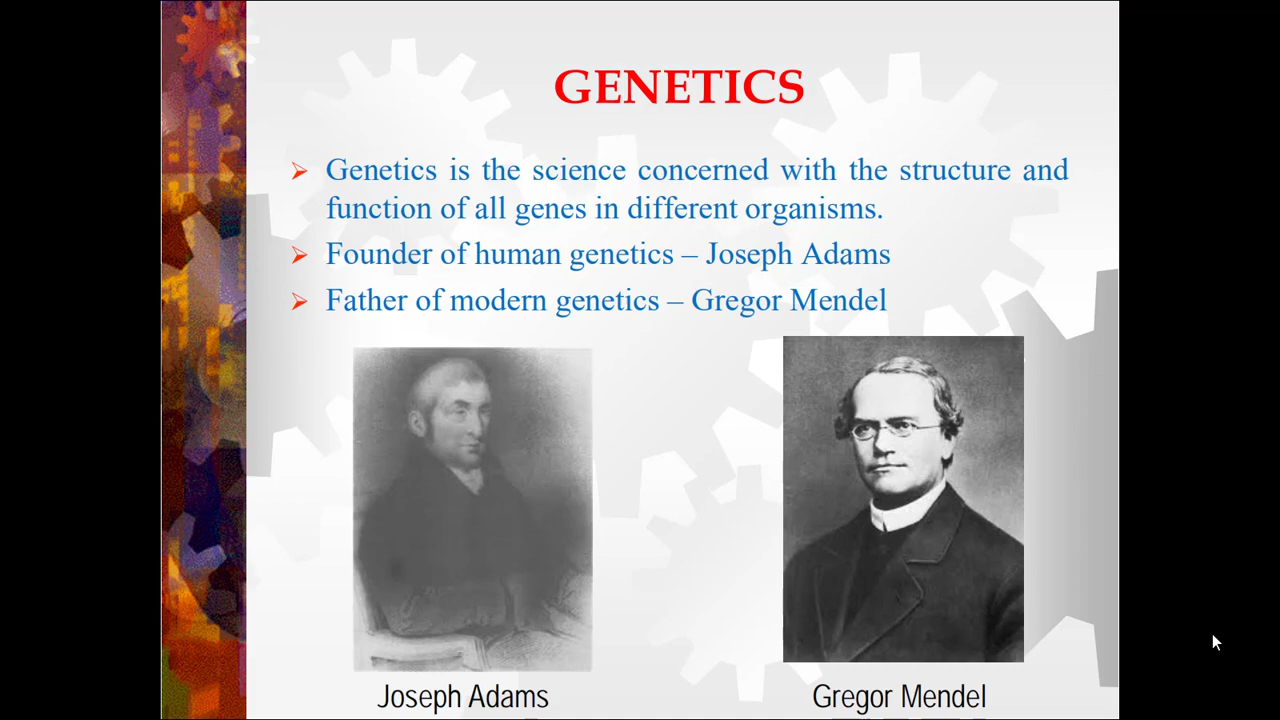 GENETICS
Genetics is the science concerned with the structure and
function of all genes in different organisms.
Founder of human genetics – Joseph Adams
Father of modern genetics – Gregor Mendel
Joseph Adams
Gregor Mendel